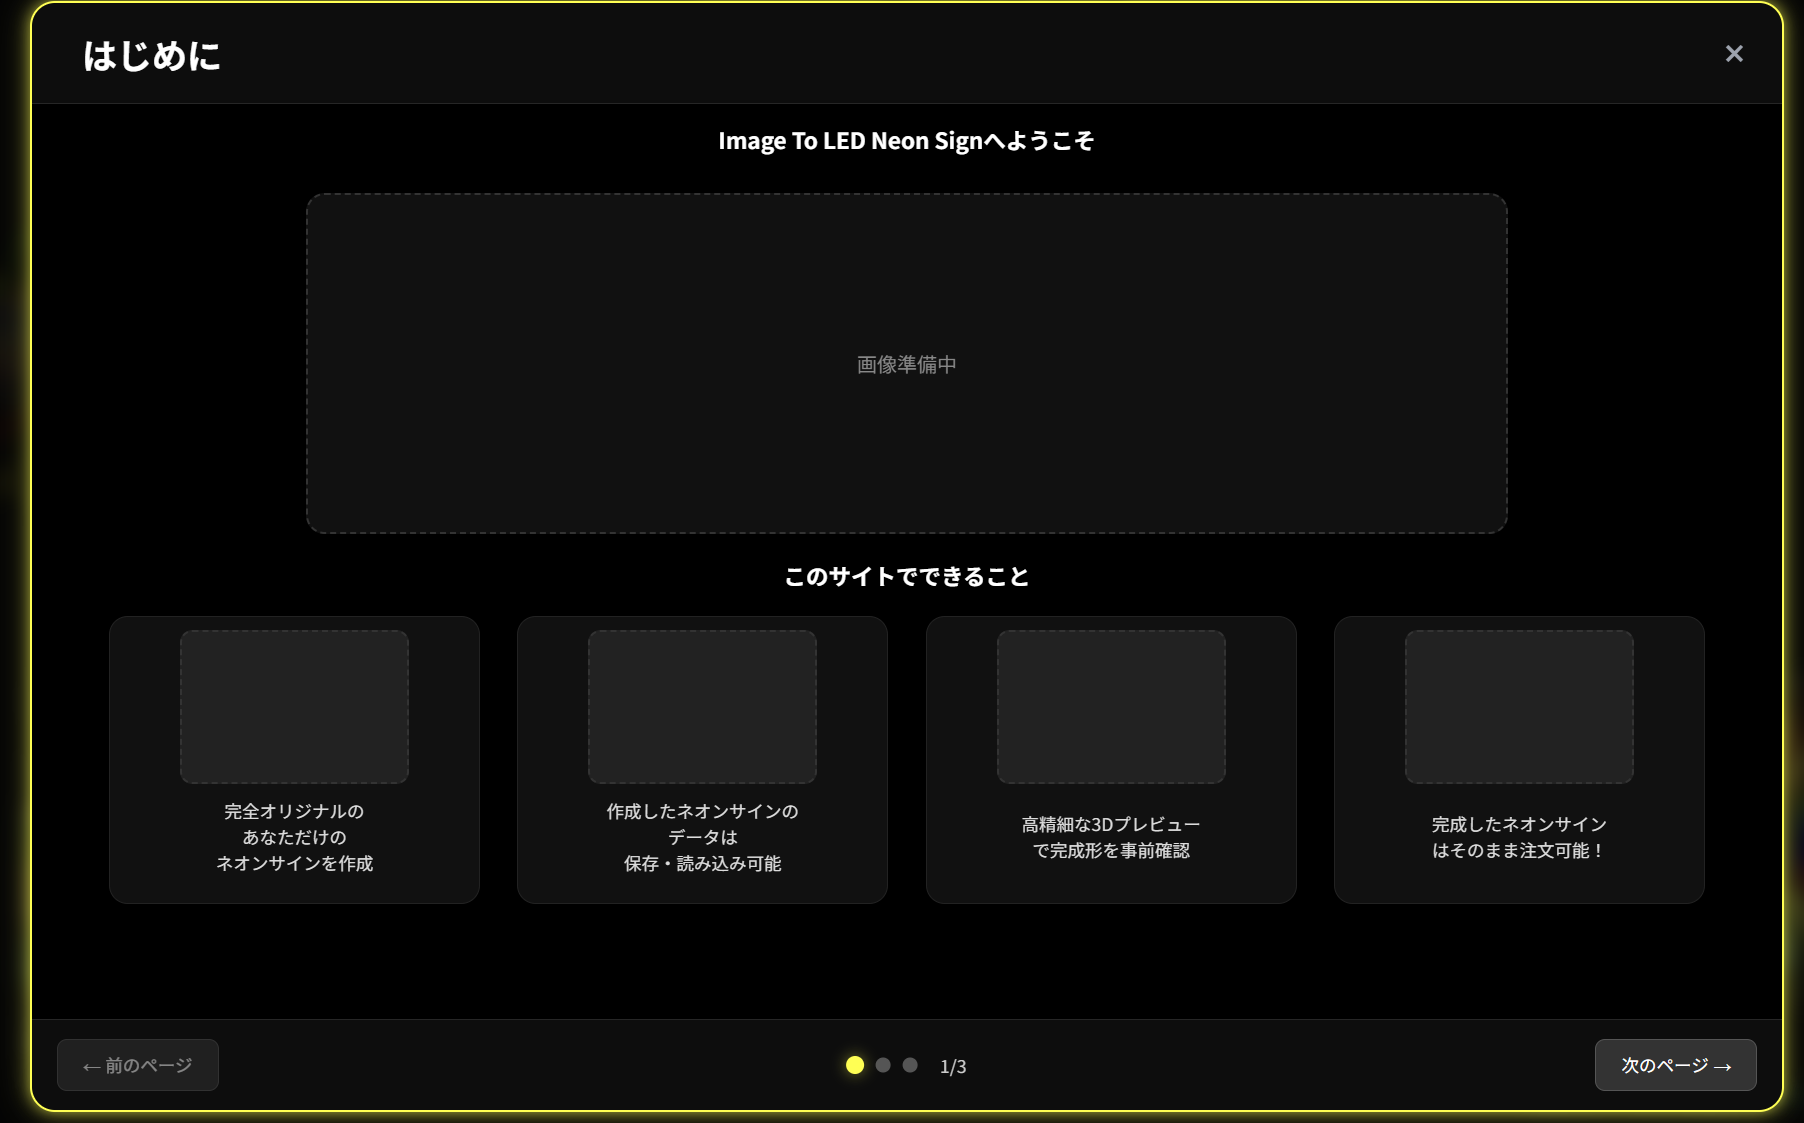 はじめに
×
Image To LED Neon Signへようこそ
画像準備中
このサイトでできること
完全オリジナルの
あなただけの
ネオンサインを作成
作成したネオンサインの
データは
保存・読み込み可能
高精細な3Dプレビュー
で完成形を事前確認
完成したネオンサイン
はそのまま注文可能！
← 前のページ
1/3
次のページ →